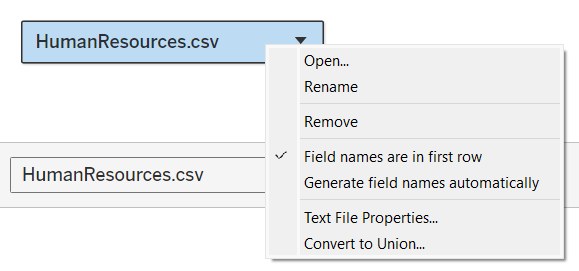 HumanResources.csv
Open...
Rename
Remove
Field names are in first row
HumanResources.csv
Generate field names automatically
Text File Properties...
Convert to Union...